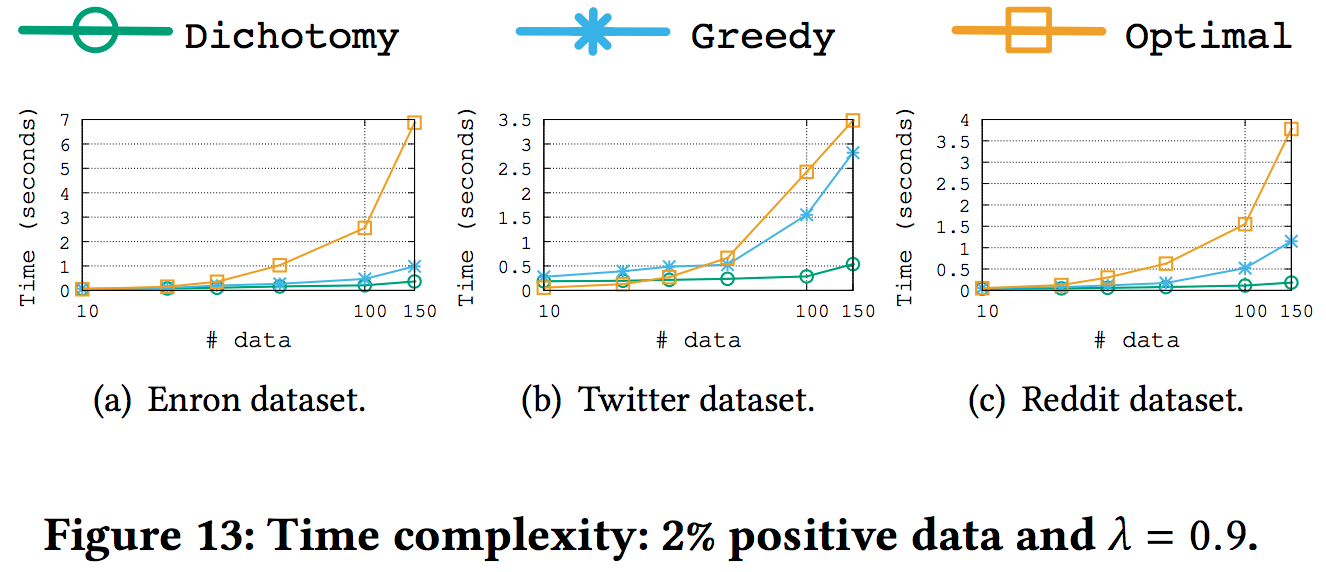 Dichotomy Greedy Optimal
Time (seconds)
7
6
5
4
3
2
1
0
10 100 150
# data
(a) Enron dataset.
Time (seconds)
3.5
3
2.5
2
1.5
1
0.5
0
10 100 150
# data
(b) Twitter dataset.
Time (seconds)
4
3.5
3
2.5
2
1.5
1
0.5
0
10 100 150
# data
(c) Reddit dataset.
Figure 13: Time complexity: 2% positive data and λ = 0.9.